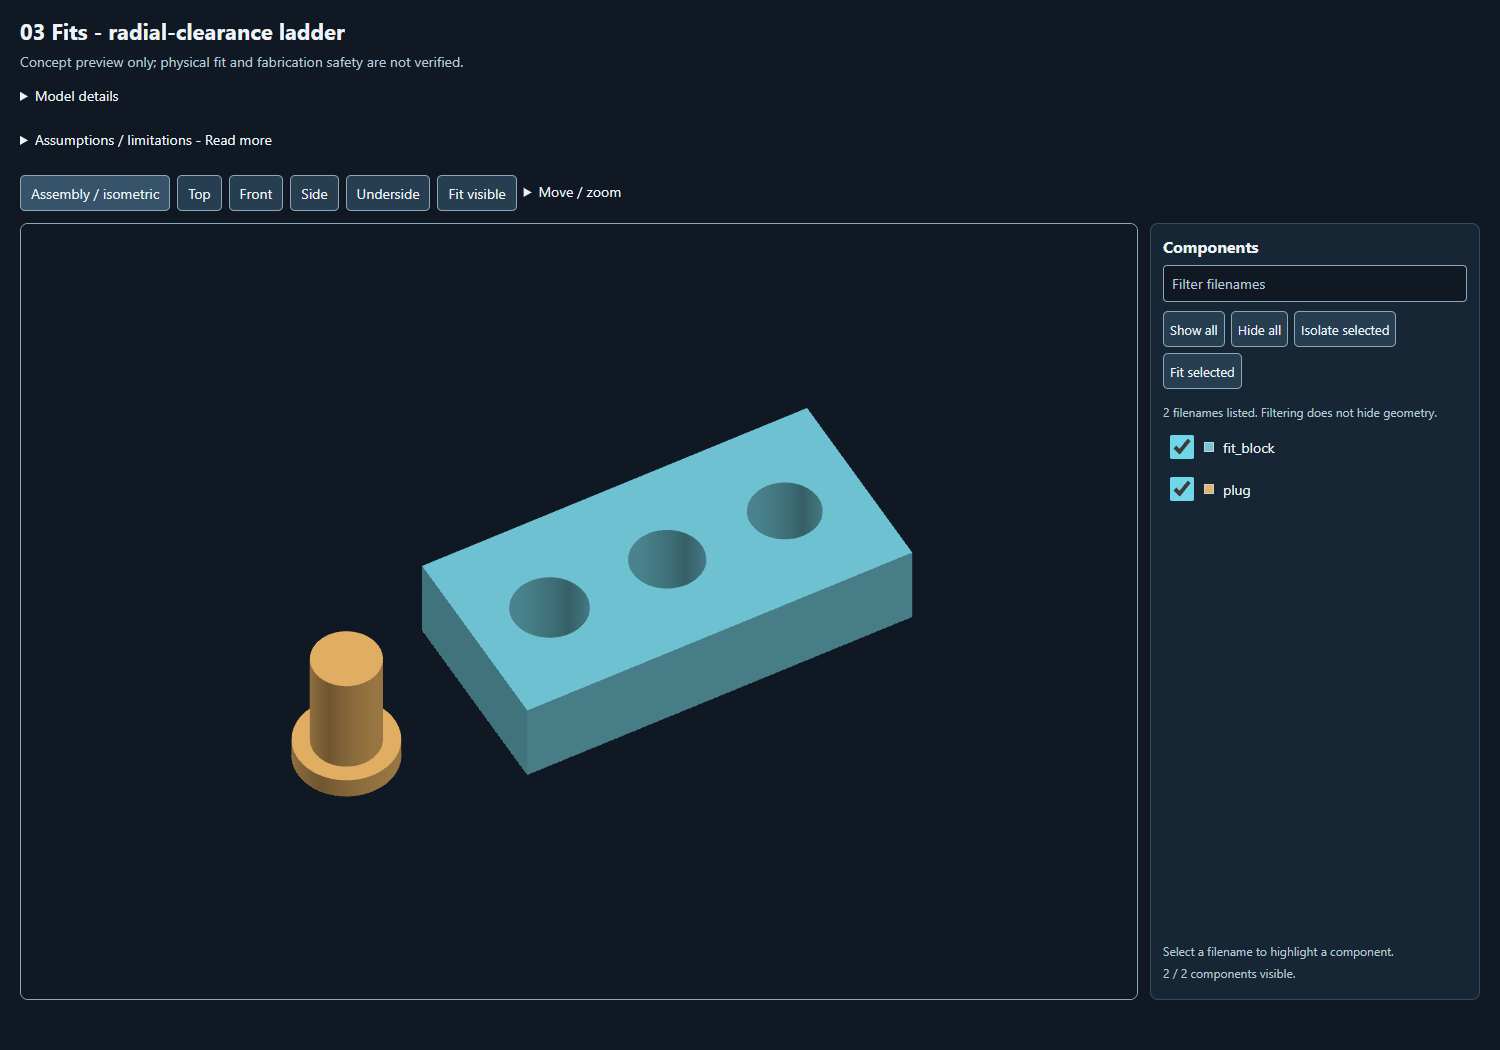 03 Fits - radial-clearance ladder
Concept preview only; physical fit and fabrication safety are not verified.
Model details
Assumptions / limitations - Read more
Assembly / isometric Top Front Side Underside Fit visible Move / zoom
Components
Filter filenames
Show all Hide all Isolate selected
Fit selected
2 filenames listed. Filtering does not hide geometry.
fit_block
plug
Select a filename to highlight a component.
2 / 2 components visible.